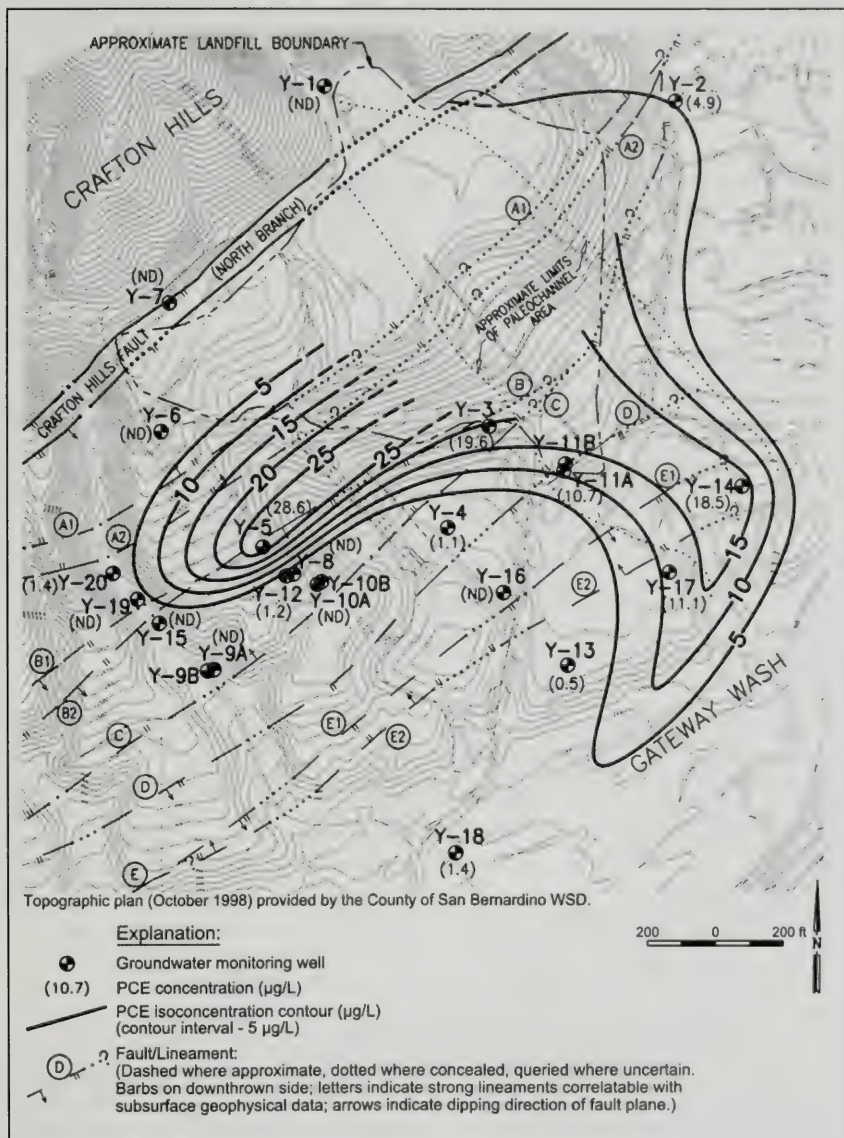 APPROXIMATE LANDFILL BOUNDARY
Y-1
(ND)
Y-2
(4.9)
CRAFTON HILLS
A2
A1
(NORTH BRANCH)
(ND)
Y-7
CRAFTON HILLS FAULT
APPROXIMATE LIMITS
OF PALEOCHANNEL
AREA
5
10
15
20
25
25
Y-6
(ND)
B
C
D
Y-3
(19.6)
Y-11B
Y-11A
(10.7)
E1
Y-14
(18.5)
?
A1
A2
(28.6)
Y-5
Y-4
(1.1)
(ND)
Y-8
(1.4)
Y-20
Y-12
(1.2)
Y-10B
Y-10A
(ND)
Y-16
(ND)
E2
Y-17
(11.1)
15
10
5
Y-19
(ND)
(ND)
Y-15
(ND)
Y-9A
Y-9B
Y-13
(0.5)
B1
B2
C
D
E
E1
E2
GATEWAY WASH
Y-18
(1.4)
Topographic plan (October 1998) provided by the County of San Bernardino WSD.
200 0 200 ft
N
Explanation:
Groundwater monitoring well
(10.7) PCE concentration (µg/L)
PCE isoconcentration contour (µg/L)
(contour interval - 5 µg/L)
D ? Fault/Lineament:
(Dashed where approximate, dotted where concealed, queried where uncertain.
Barbs on downthrown side; letters indicate strong lineaments correlatable with
subsurface geophysical data; arrows indicate dipping direction of fault plane.)